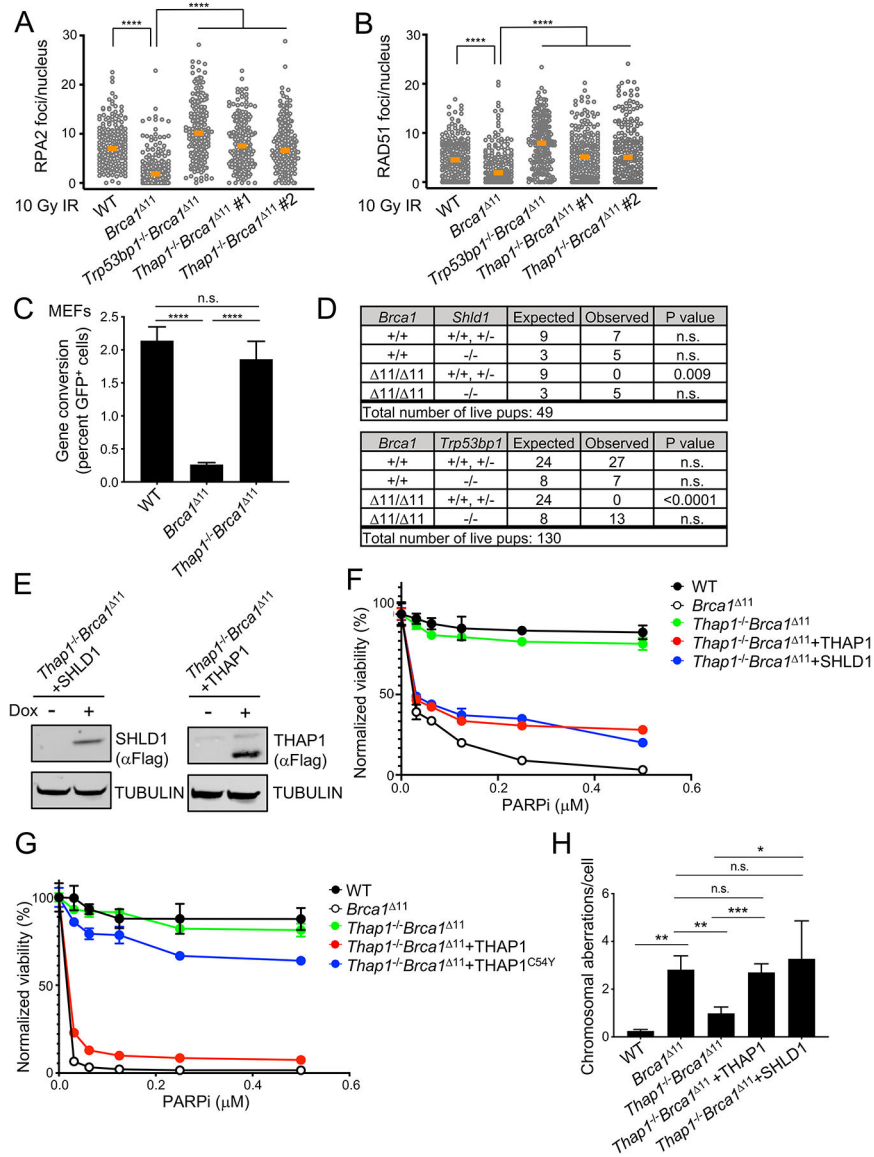 A
****
****
RPA2 foci/nucleus
30
20
10
0
10 Gy IR
WT
Brca1Δ11
Trp53bp1-/-Brca1Δ11
Thap1-/-Brca1Δ11 #1
Thap1-/-Brca1Δ11 #2
B
****
****
RAD51 foci/nucleus
30
20
10
0
10 Gy IR
WT
Brca1Δ11
Trp53bp1-/-Brca1Δ11
Thap1-/-Brca1Δ11 #1
Thap1-/-Brca1Δ11 #2
C
MEFs
n.s.
**** ****
Gene conversion
(percent GFP+ cells)
2.5
2.0
1.5
1.0
0.5
0.0
WT
Brca1Δ11
Thap1-/-Brca1Δ11
D
Brca1 Shld1 Expected Observed P value
+/+ +/+, +/- 9 7 n.s.
+/+ -/- 3 5 n.s.
Δ11/Δ11 +/+, +/- 9 0 0.009
Δ11/Δ11 -/- 3 5 n.s.
Total number of live pups: 49
Brca1 Trp53bp1 Expected Observed P value
+/+ +/+, +/- 24 27 n.s.
+/+ -/- 8 7 n.s.
Δ11/Δ11 +/+, +/- 24 0 <0.0001
Δ11/Δ11 -/- 8 13 n.s.
Total number of live pups: 130
E
Thap1-/-Brca1Δ11
+SHLD1
Dox - +
SHLD1
(αFlag)
TUBULIN
Thap1-/-Brca1Δ11
+THAP1
- +
THAP1
(αFlag)
TUBULIN
F
Normalized viability (%)
100
50
0
0.0 0.2 0.4 0.6
PARPi (μM)
WT
Brca1Δ11
Thap1-/-Brca1Δ11
Thap1-/-Brca1Δ11+THAP1
Thap1-/-Brca1Δ11+SHLD1
G
Normalized viability (%)
100
50
0
0.0 0.2 0.4 0.6
PARPi (μM)
WT
Brca1Δ11
Thap1-/-Brca1Δ11
Thap1-/-Brca1Δ11+THAP1
Thap1-/-Brca1Δ11+THAP1C54Y
H
*
n.s.
n.s.
***
** **
Chromosomal aberrations/cell
6
4
2
0
WT
Brca1Δ11
Thap1-/-Brca1Δ11
Thap1-/-Brca1Δ11+THAP1
Thap1-/-Brca1Δ11+SHLD1